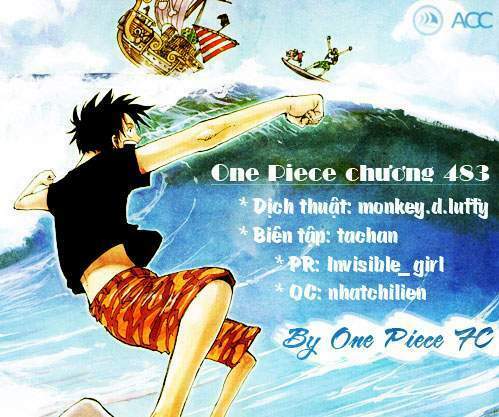 ACC
One Piece chương 483
* Dịch thuật: monkey.d.luffy
* Biên tập: tachan
* PR: Invisible_girl
* QC: nhatchilien
By One Piece FC